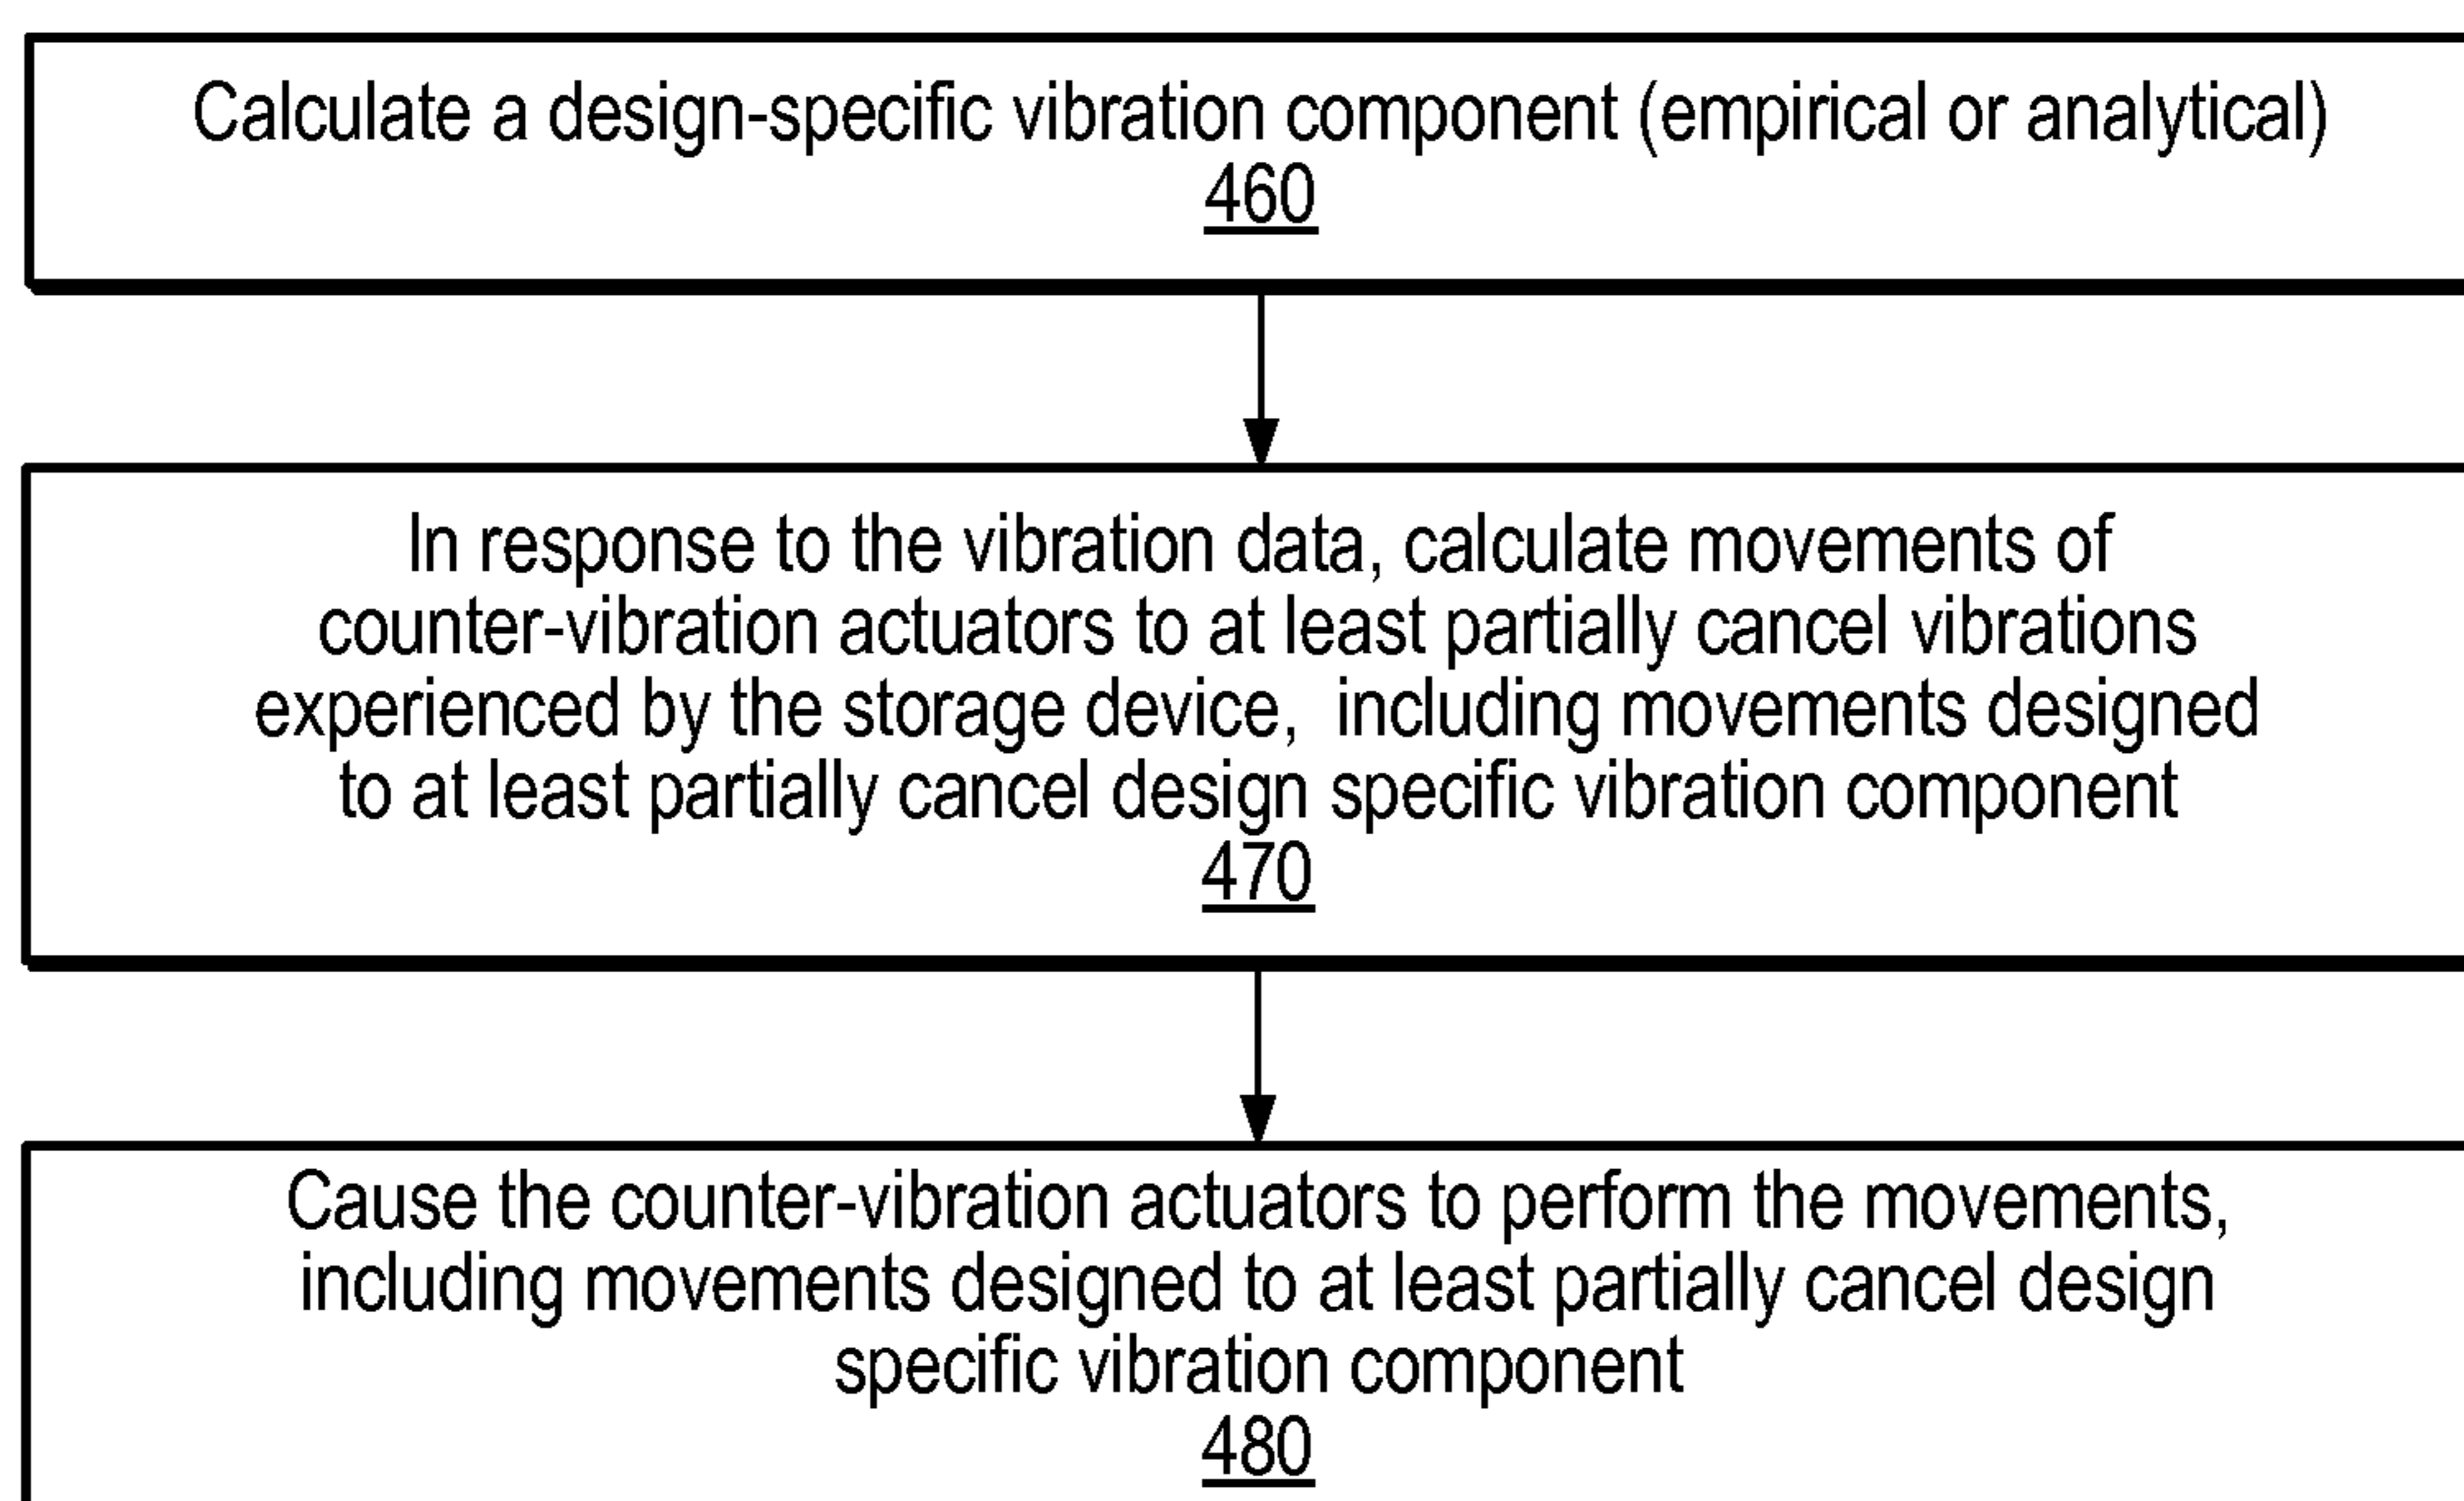 Calculate a design-specific vibration component (empirical or analytical)
460
In response to the vibration data, calculate movements of
counter-vibration actuators to at least partially cancel vibrations
experienced by the storage device,  including movements designed
to at least partially cancel design specific vibration component
470
Cause the counter-vibration actuators to perform the movements,
including movements designed to at least partially cancel design
specific vibration component
480